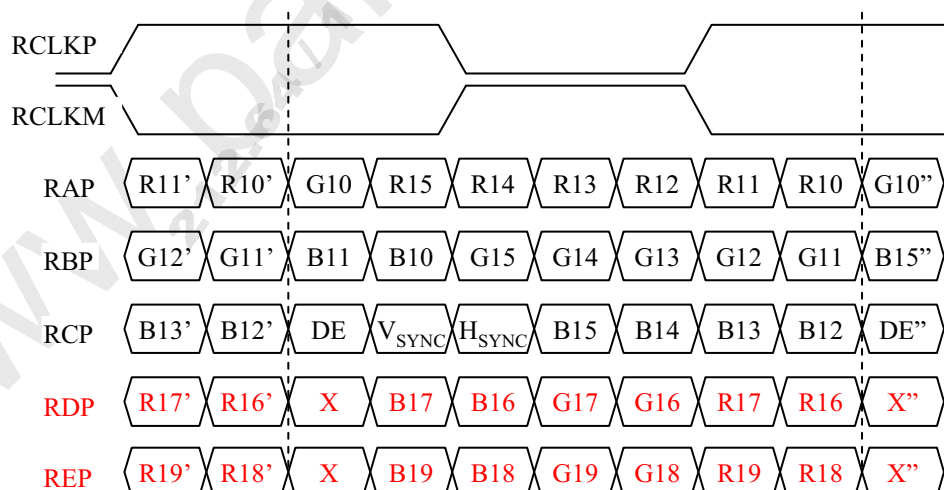 RCLKP
RCLKM
RAP R11’ R10’ G10 R15 R14 R13 R12 R11 R10 G10”
RBP G12’ G11’ B11 B10 G15 G14 G13 G12 G11 B15”
RCP B13’ B12’ DE VSYNC HSYNC B15 B14 B13 B12 DE”
RDP R17’ R16’ X B17 B16 G17 G16 R17 R16 X”
REP R19’ R18’ X B19 B18 G19 G18 R19 R18 X”